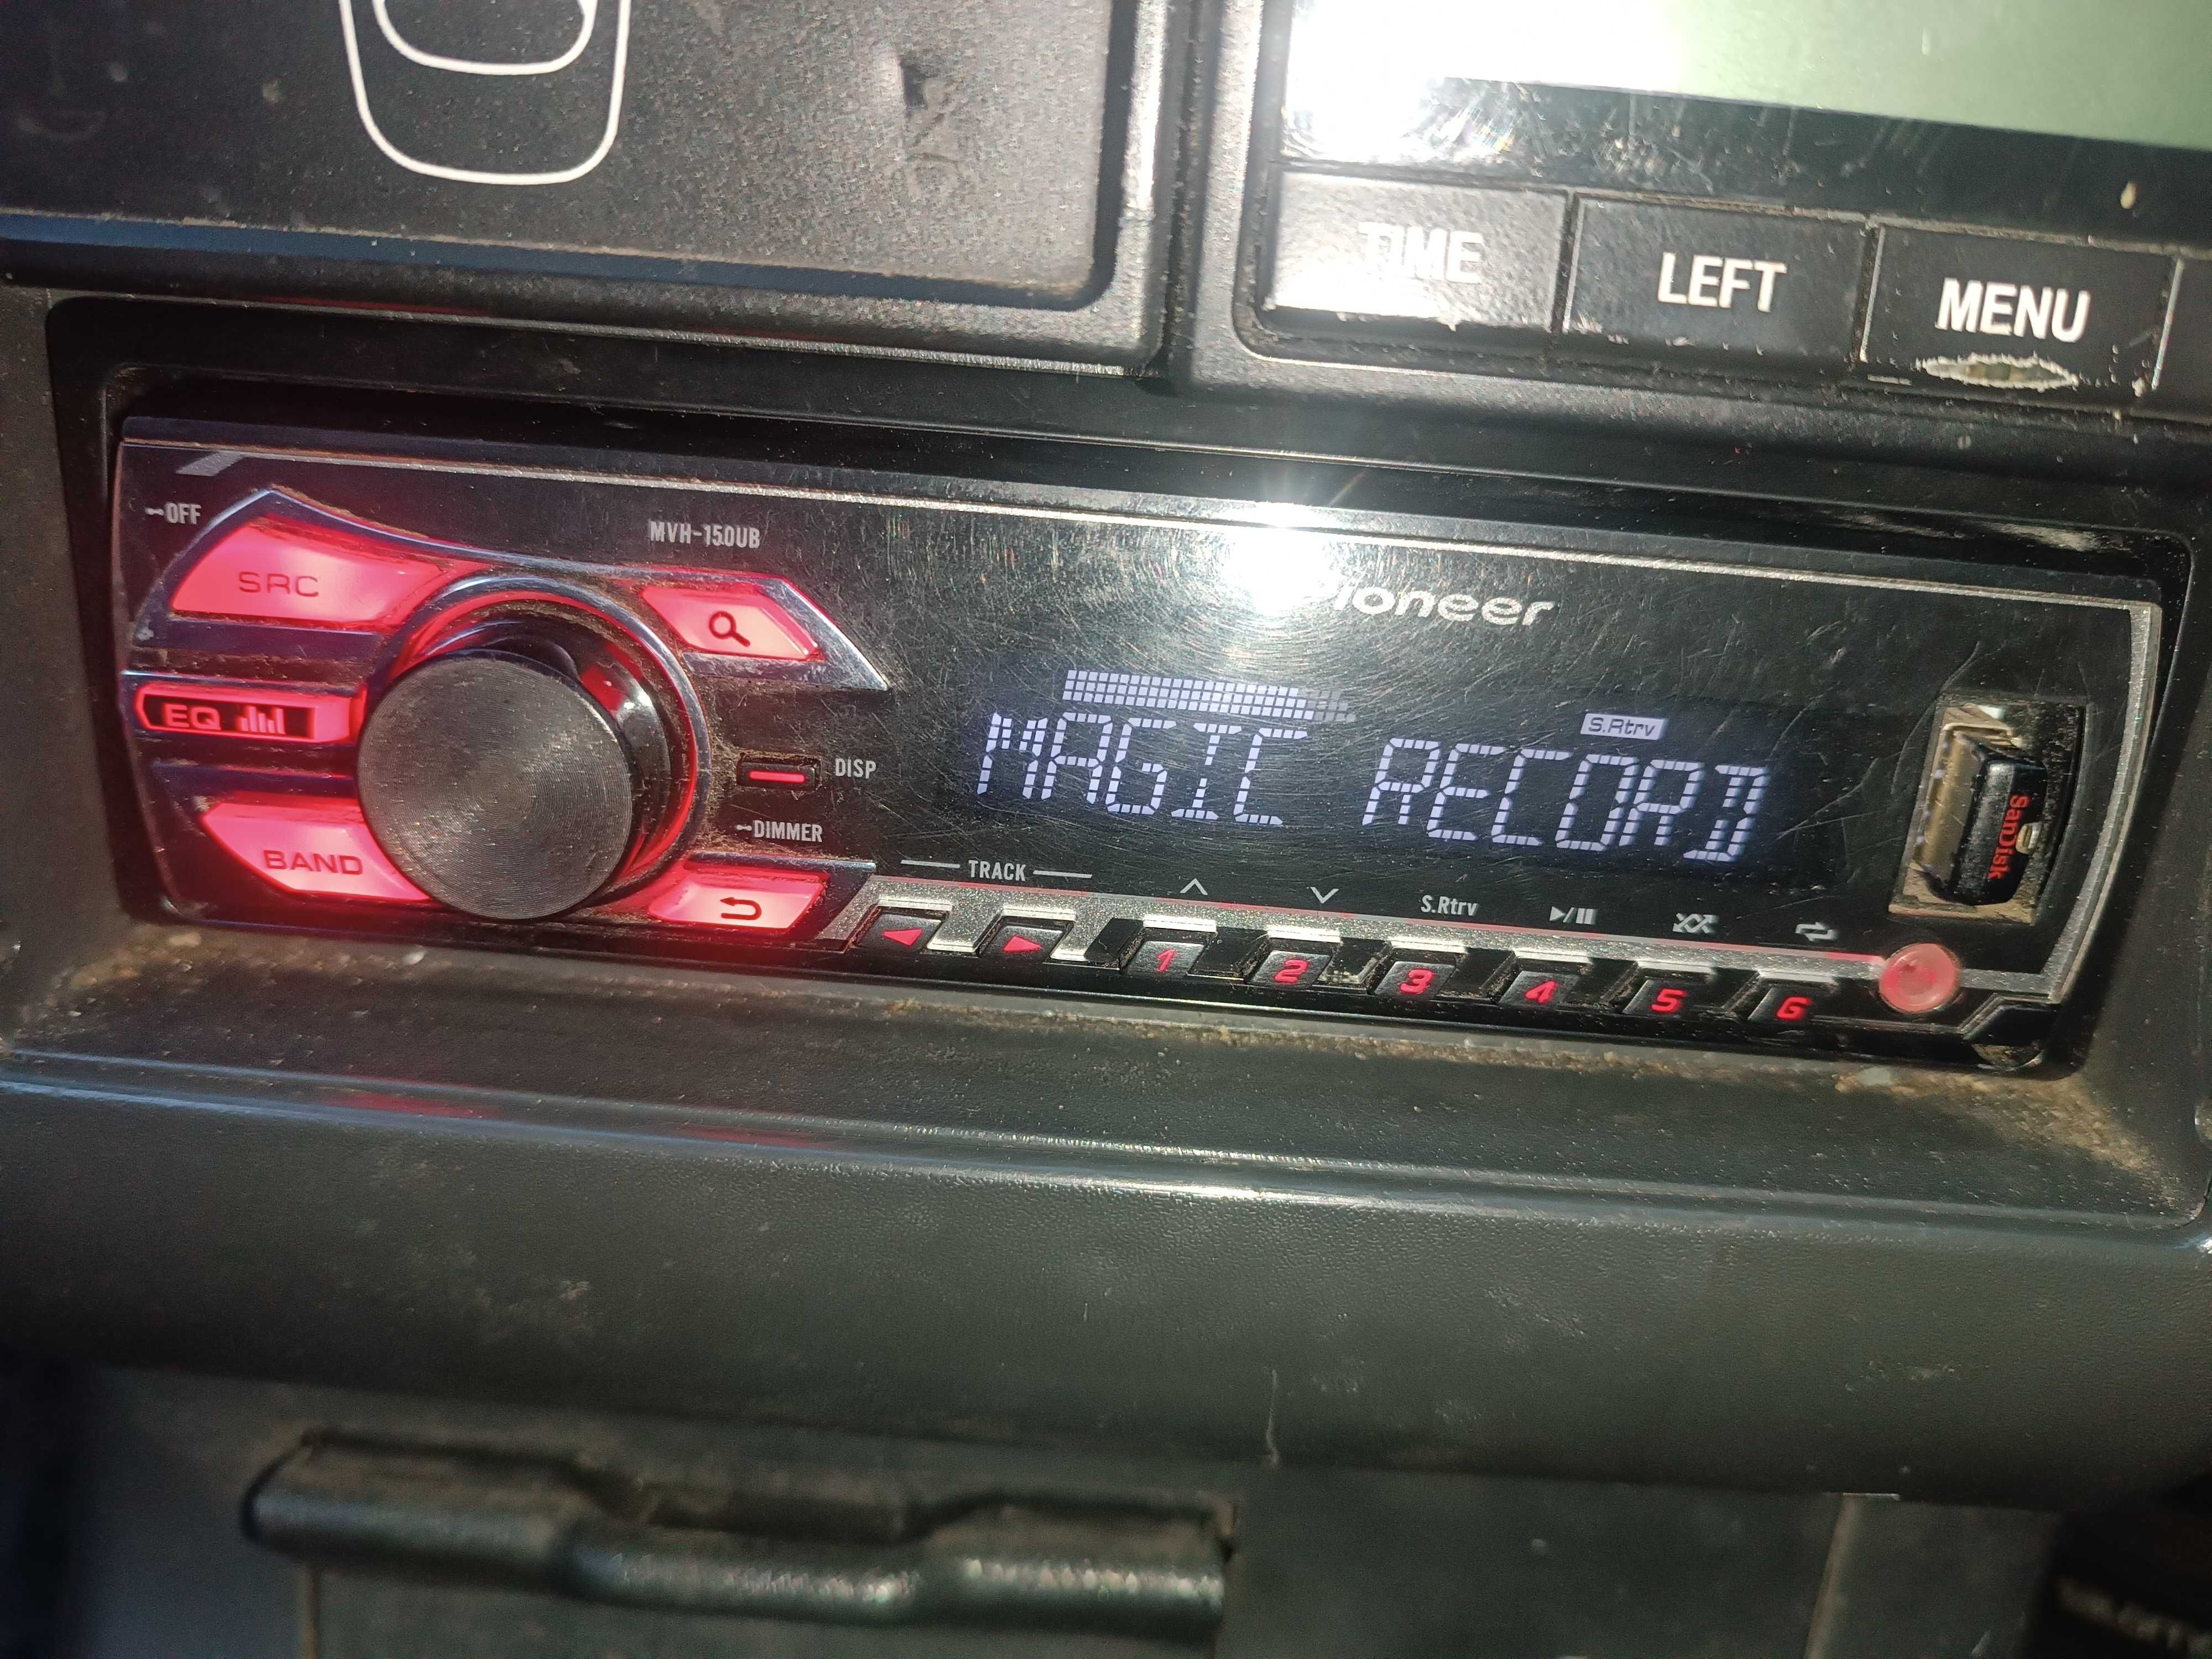 TIME LEFT MENU
OFF
SRC
MVH-150UB
Pioneer
EQ
S.Rtrv
MAGIC RECORD
DISP
DIMMER
BAND
TRACK
S.Rtrv
1 2 3 4 5 6
SanDisk